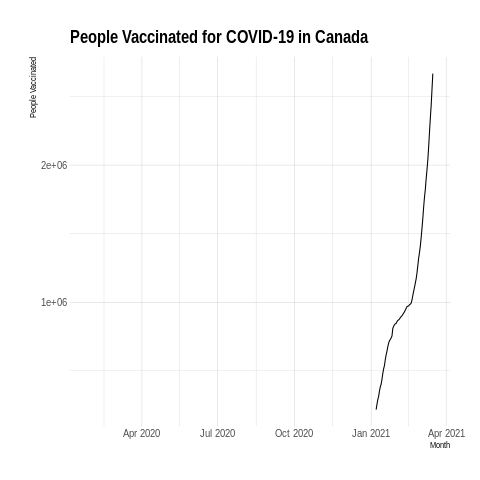 People Vaccinated for COVID-19 in Canada
People Vaccinated
2e+06
1e+06
Apr 2020 Jul 2020 Oct 2020 Jan 2021 Apr 2021
Month